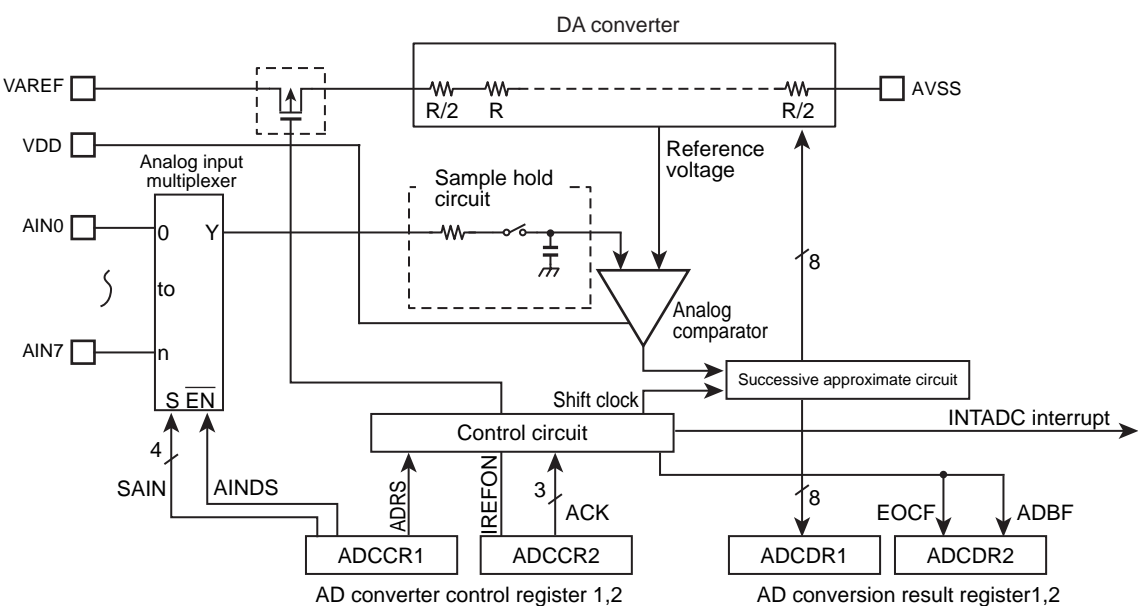 DA converter
VAREF
R/2
R
R/2
AVSS
VDD
Analog input
multiplexer
Reference
voltage
Sample hold
circuit
AIN0
0
Y
8
to
Analog
comparator
AIN7
n
Successive approximate circuit
S
EN
Shift clock
INTADC interrupt
Control circuit
4
SAIN
AINDS
ADRS
IREFON
3
ACK
8
EOCF
ADBF
ADCCR1
ADCCR2
ADCDR1
ADCDR2
AD converter control register 1,2
AD conversion result register1,2